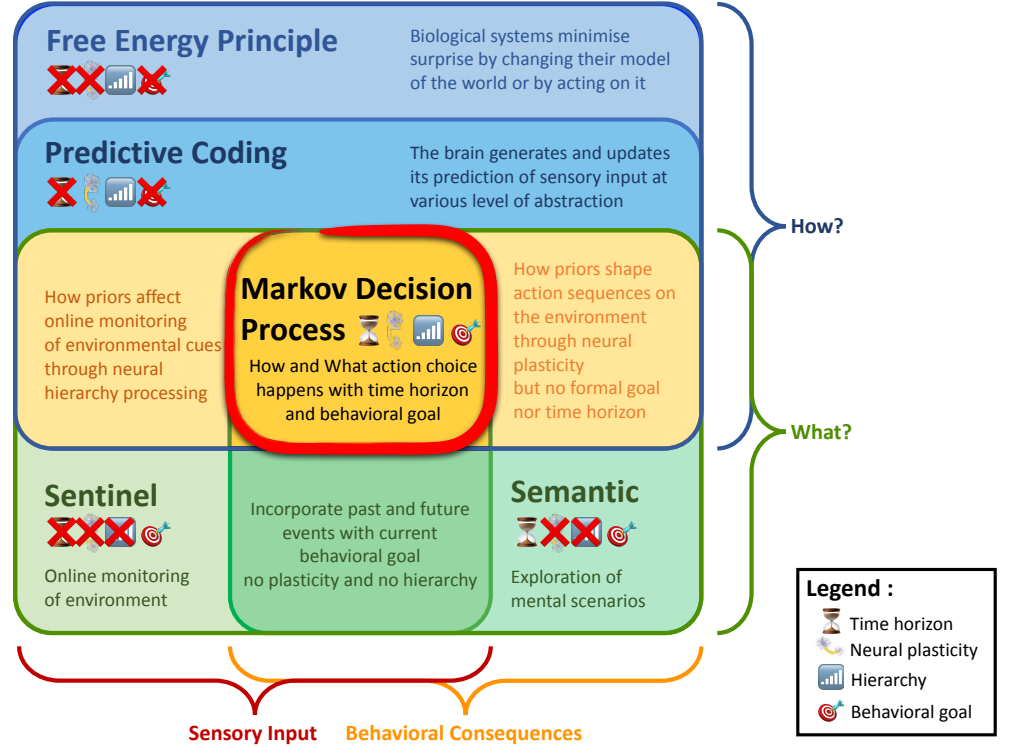 Free Energy Principle
Biological systems minimise
surprise by changing their model
of the world or by acting on it
Predictive Coding
The brain generates and updates
its prediction of sensory input at
various level of abstraction
How?
How priors affect
online monitoring
of environmental cues
through neural
hierarchy processing
Markov Decision
Process
How and What action choice
happens with time horizon
and behavioral goal
How priors shape
action sequences on
the environment
through neural
plasticity
but no formal goal
nor time horizon
What?
Sentinel
Online monitoring
of environment
Incorporate past and future
events with current
behavioral goal
no plasticity and no hierarchy
Semantic
Exploration of
mental scenarios
Legend :
Time horizon
Neural plasticity
Hierarchy
Behavioral goal
Sensory Input
Behavioral Consequences